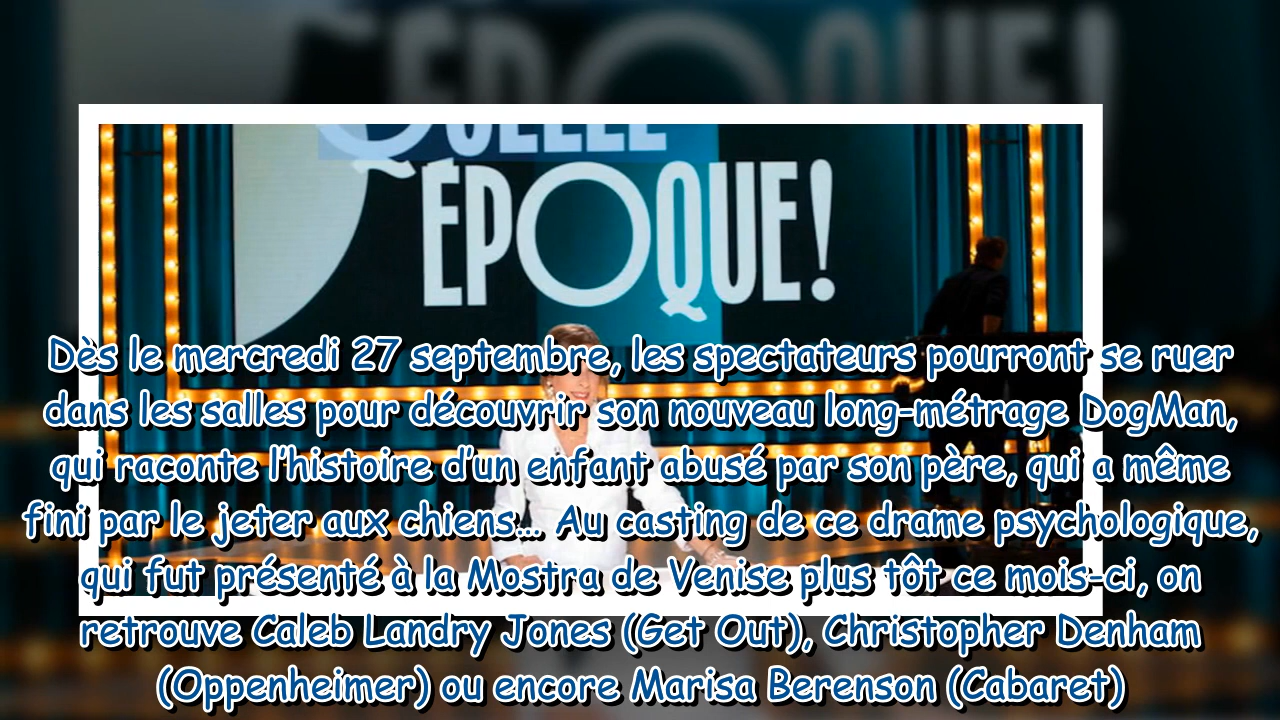 QUELLE
ÉPOQUE!
Dès le mercredi 27 septembre, les spectateurs pourront se ruer
dans les salles pour découvrir son nouveau long-métrage DogMan,
qui raconte l'histoire d'un enfant abusé par son père, qui a même
fini par le jeter aux chiens... Au casting de ce drame psychologique,
qui fut présenté à la Mostra de Venise plus tôt ce mois-ci, on
retrouve Caleb Landry Jones (Get Out), Christopher Denham
(Oppenheimer) ou encore Marisa Berenson (Cabaret)